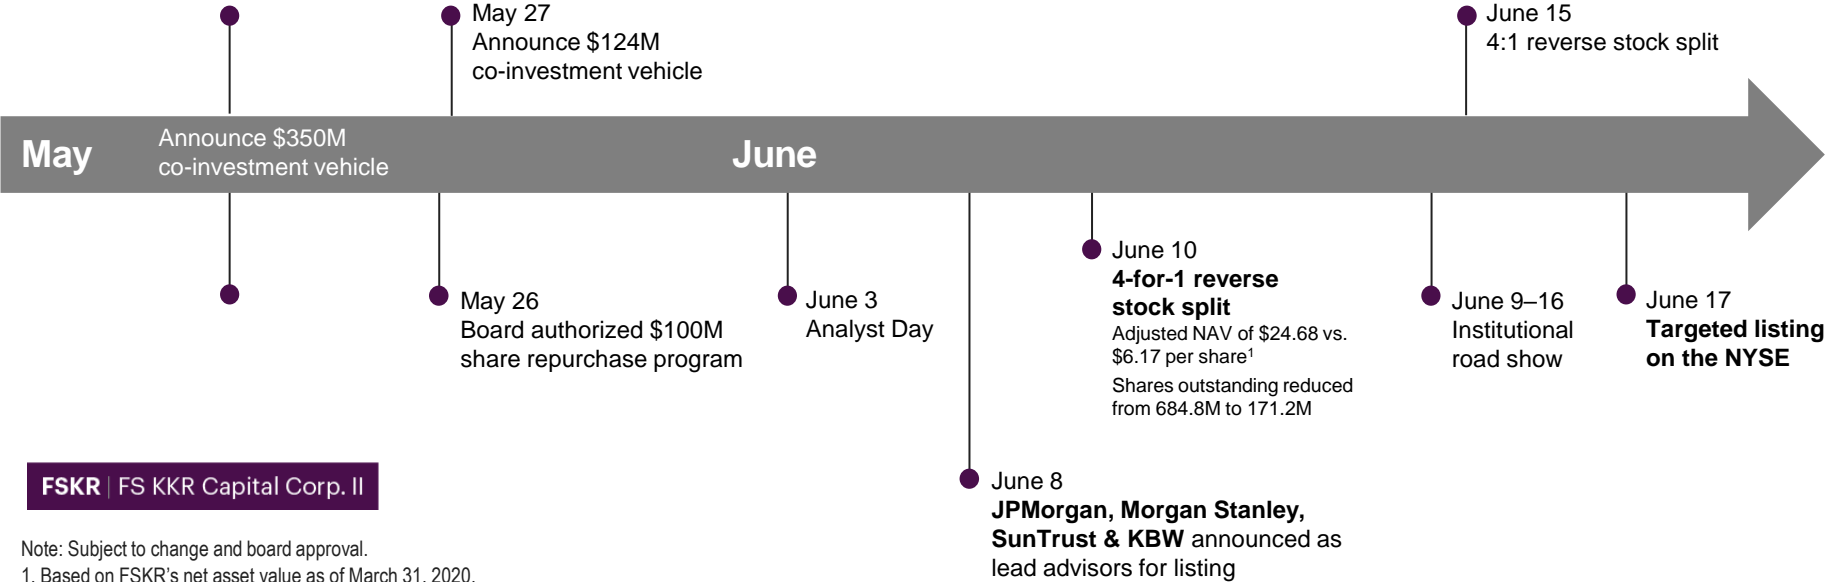 May 27
Announce $124M
co-investment vehicle
June 15
4:1 reverse stock split
May
Announce $350M
co-investment vehicle
June
May 26
Board authorized $100M
share repurchase program
June 3
Analyst Day
June 10
4-for-1 reverse
stock split
Adjusted NAV of $24.68 vs.
$6.17 per share1
Shares outstanding reduced
from 684.8M to 171.2M
June 9–16
Institutional
road show
June 17
Targeted listing
on the NYSE
June 8
JPMorgan, Morgan Stanley,
SunTrust & KBW announced as
lead advisors for listing
FSKR | FS KKR Capital Corp. II
Note: Subject to change and board approval.
1. Based on FSKR's net asset value as of March 31, 2020.